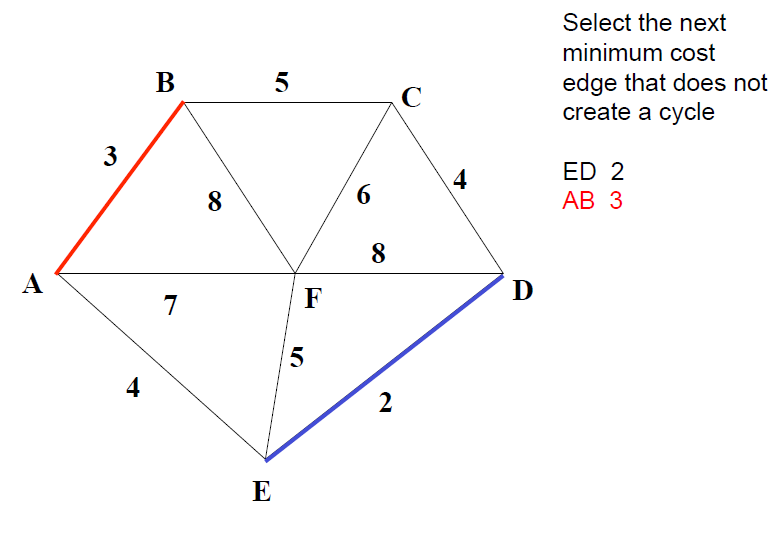 Select the next
minimum cost
edge that does not
create a cycle
ED 2
AB 3
B
5
C
3
8
6
4
A
7
F
8
D
4
5
2
E